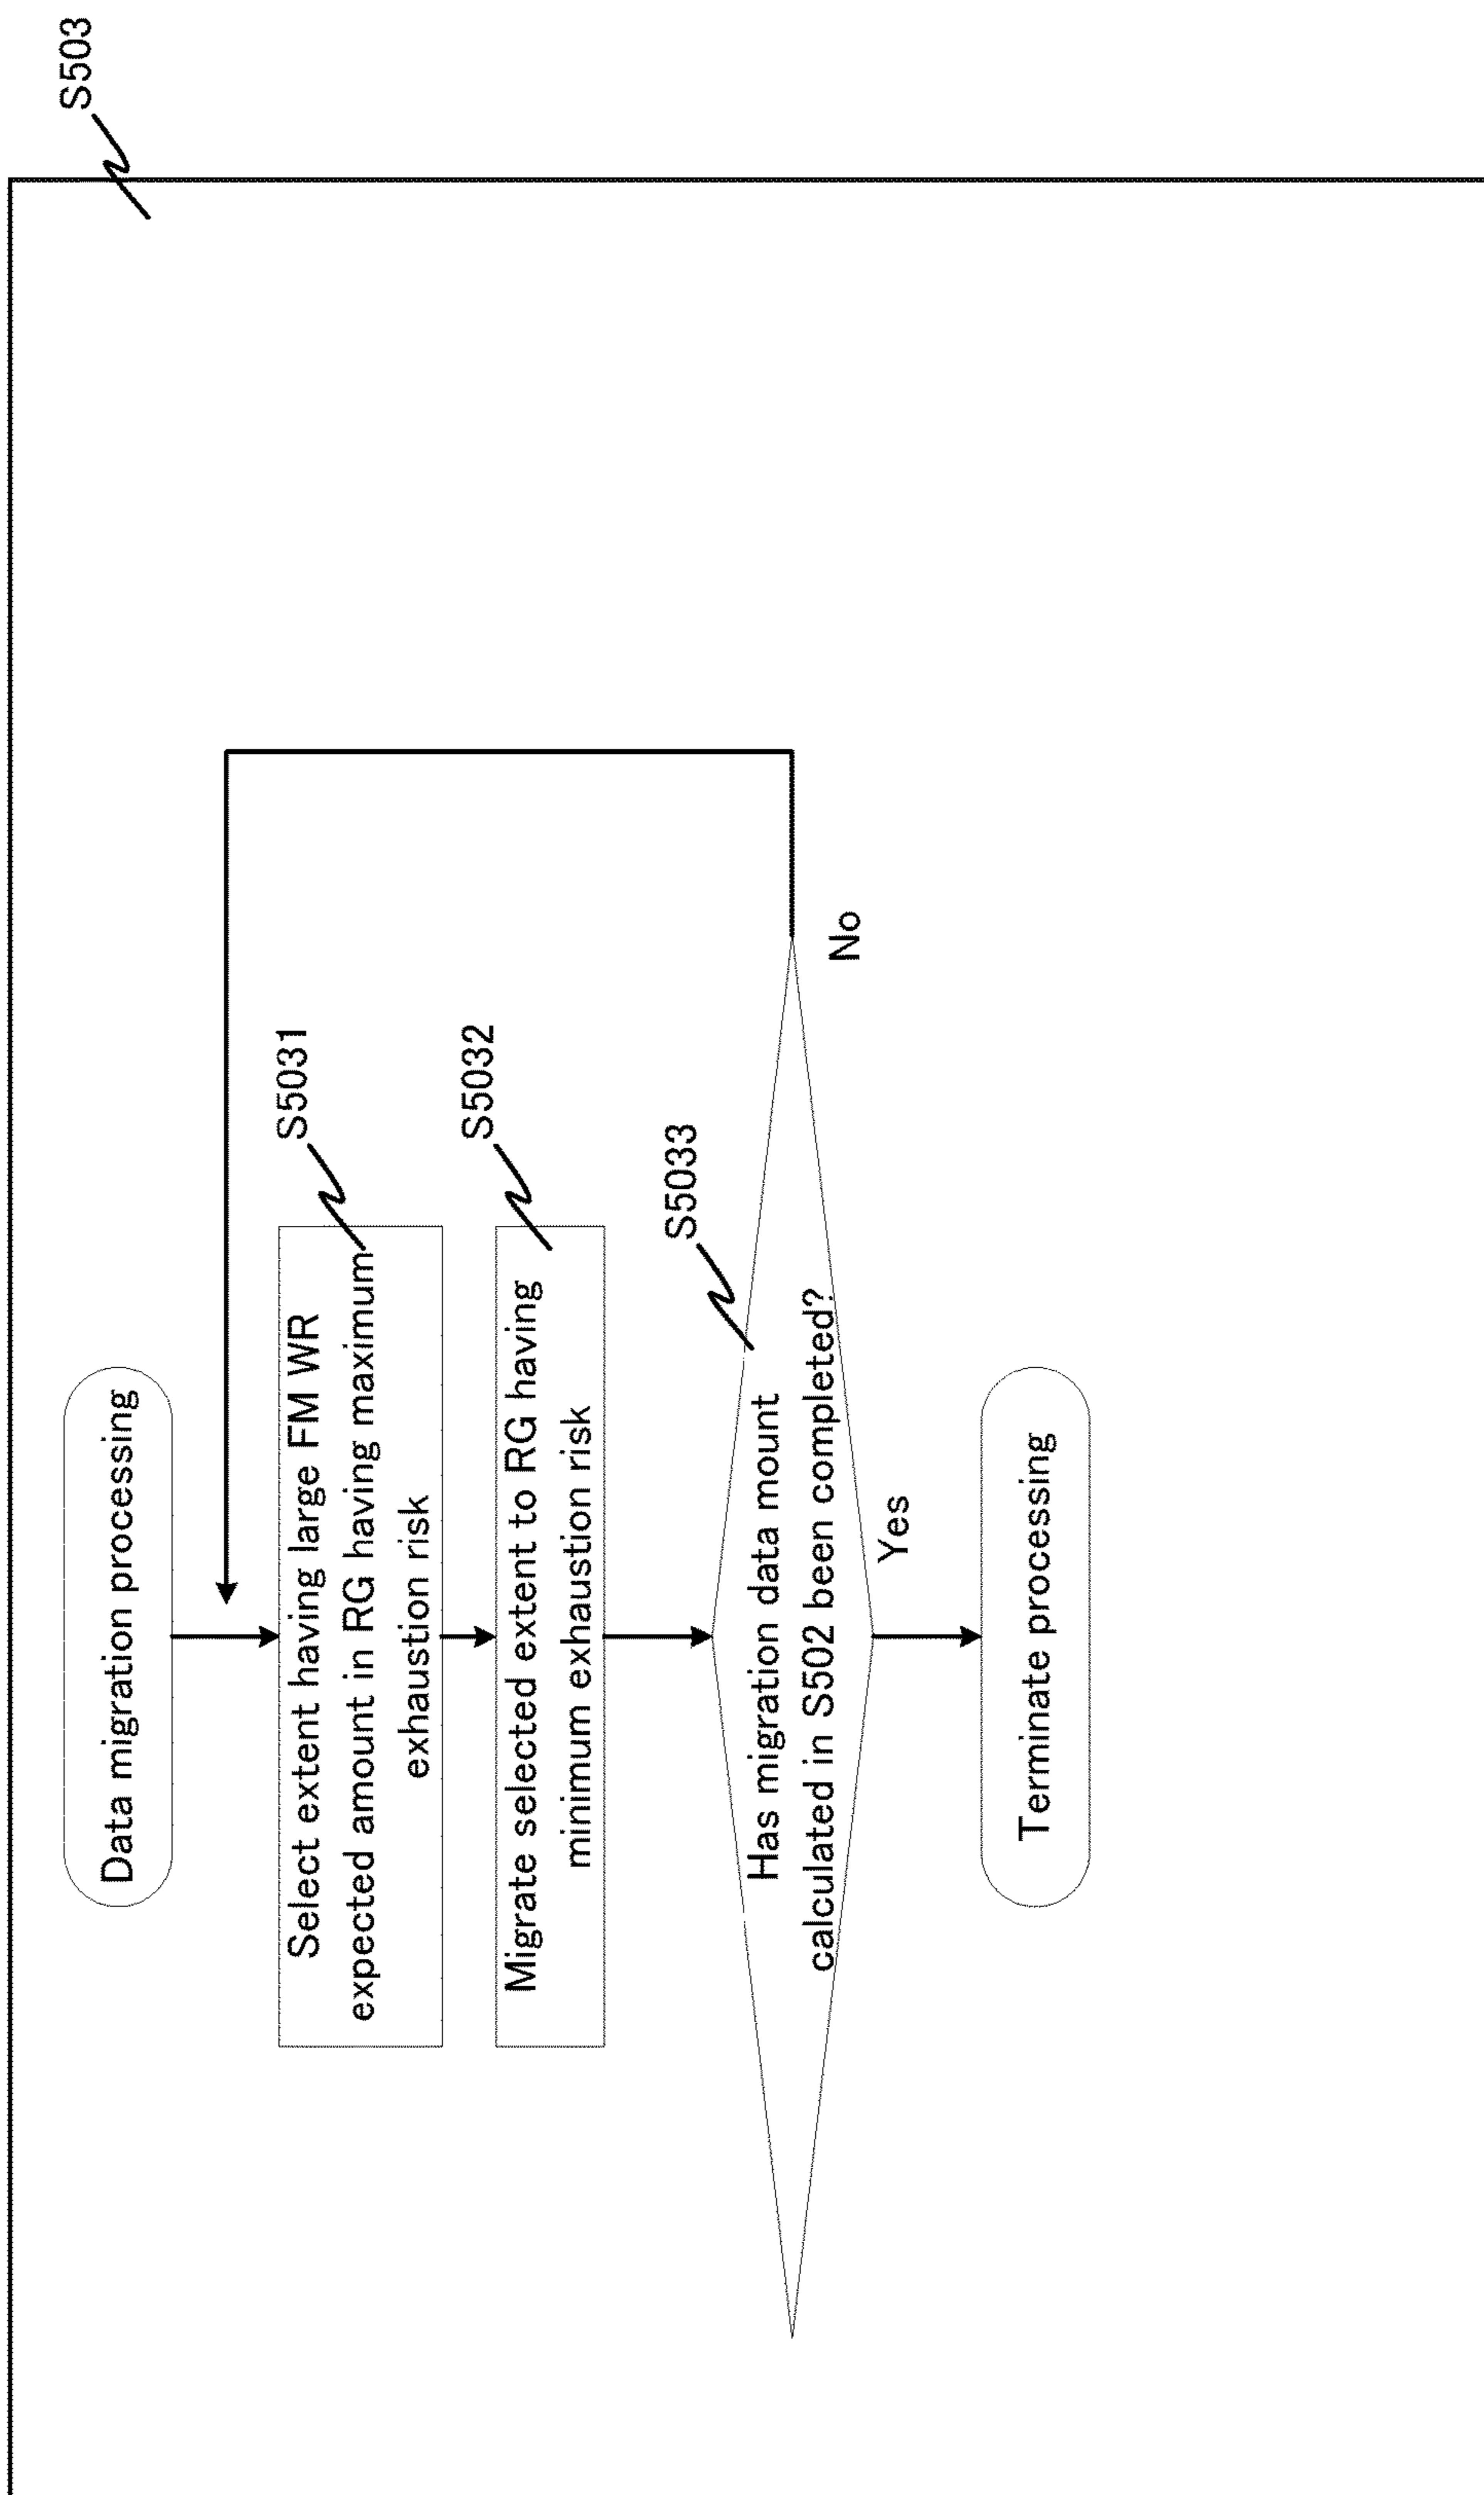 S503
Data migration processing
S5031
Select extent having large FM WR
expected amount in RG having maximum
exhaustion risk
S5032
Migrate selected extent to RG having
minimum exhaustion risk
S5033
Has migration data mount
calculated in S502 been completed?
No
Yes
Terminate processing